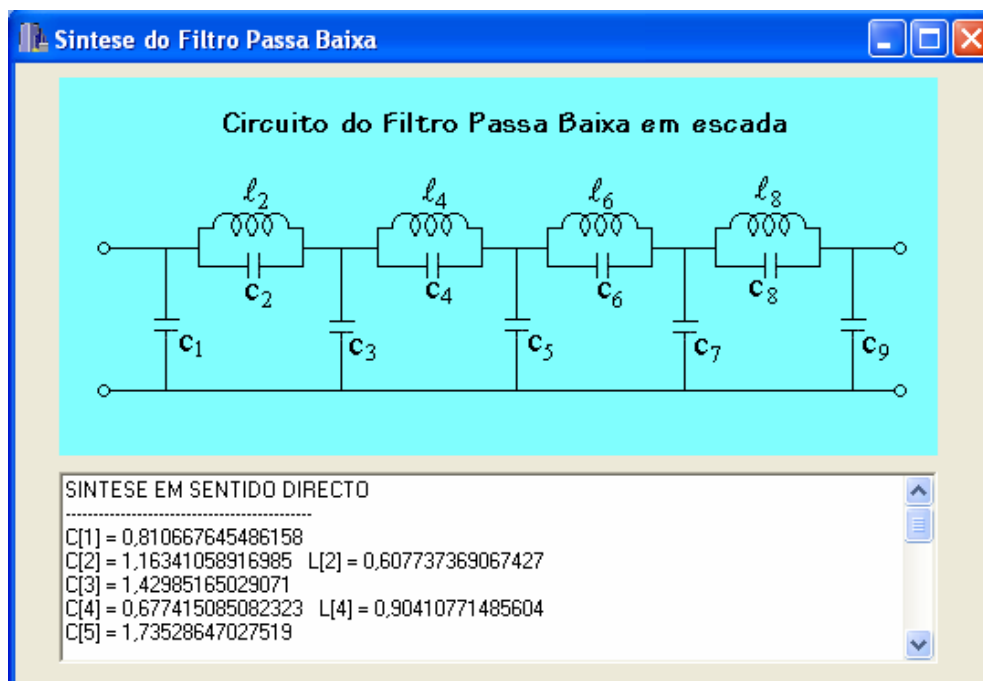 Sintese do Filtro Passa Baixa
Circuito do Filtro Passa Baixa em escada
ℓ2 ℓ4 ℓ6 ℓ8
c2 c4 c6 c8
c1 c3 c5 c7 c9
SINTESE EM SENTIDO DIRECTO
--------------------------------------------
C[1] = 0,810667645486158
C[2] = 1,16341058916985 L[2] = 0,607737369067427
C[3] = 1,42985165029071
C[4] = 0,677415085082323 L[4] = 0,90410771485604
C[5] = 1,73528647027519